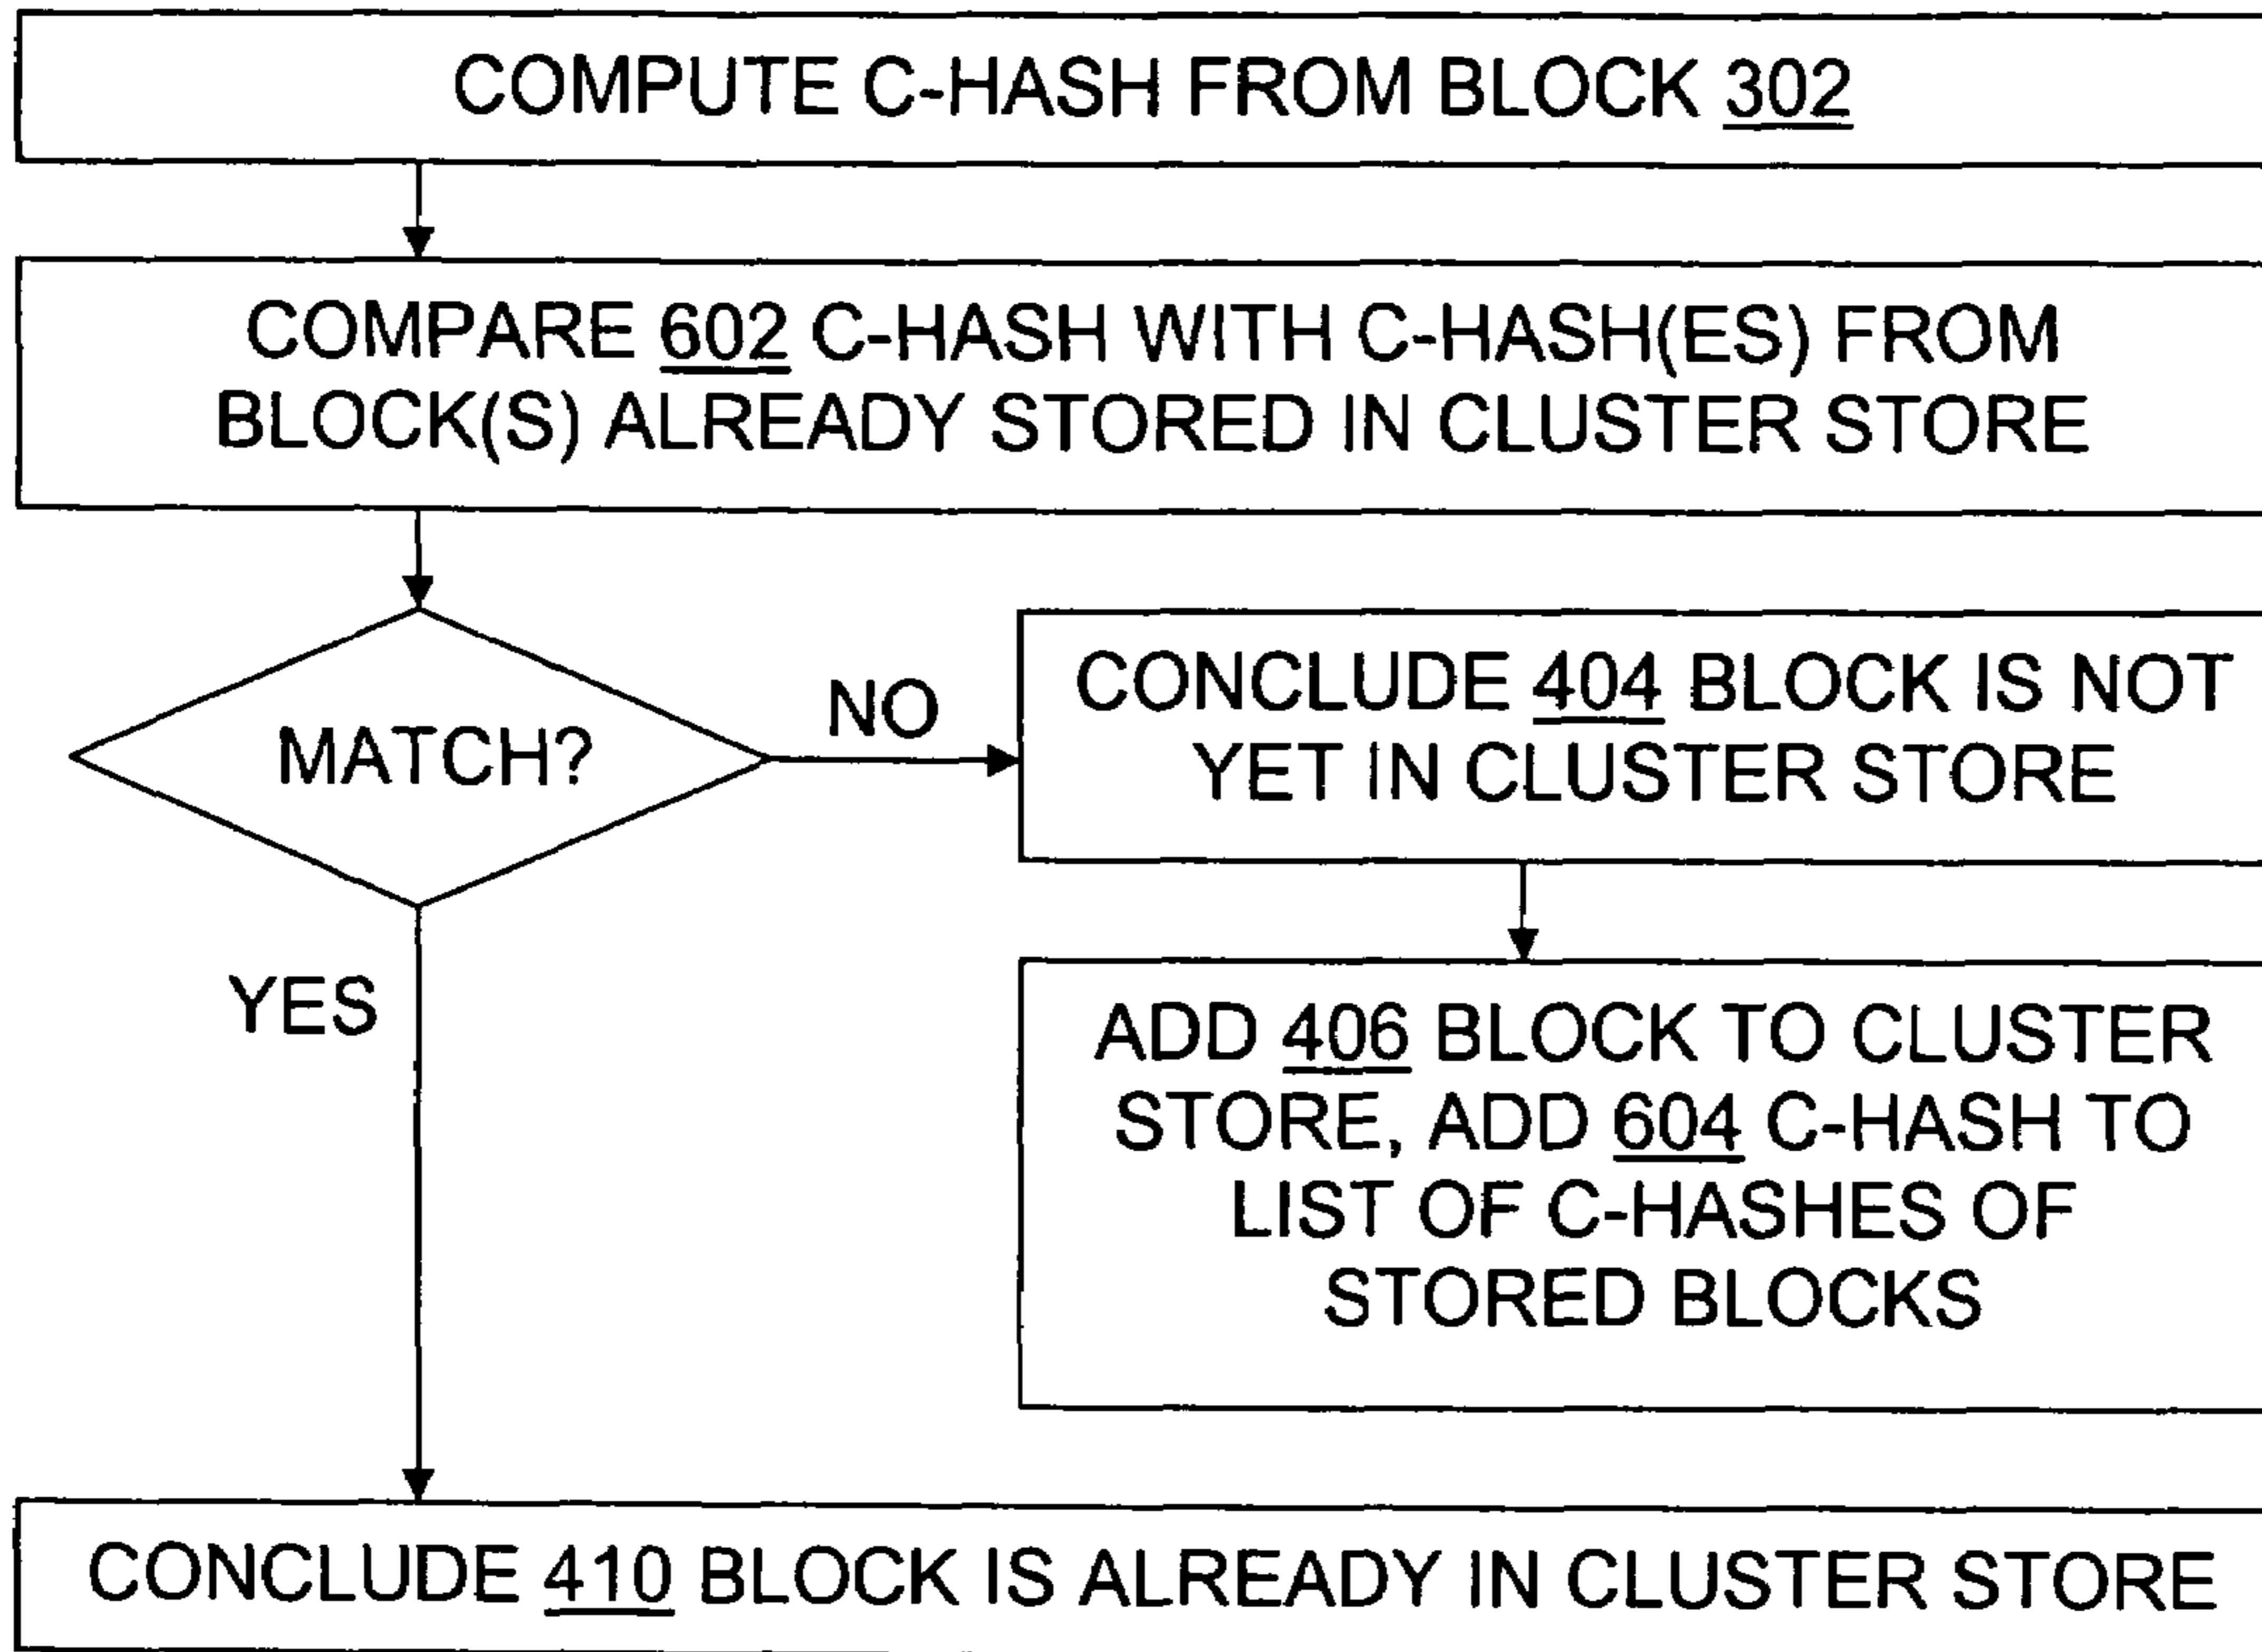 COMPUTE C-HASH FROM BLOCK 302
COMPARE 602 C-HASH WITH C-HASH(ES) FROM
BLOCK(S) ALREADY STORED IN CLUSTER STORE
MATCH?
NO
CONCLUDE 404 BLOCK IS NOT
YET IN CLUSTER STORE
YES
ADD 406 BLOCK TO CLUSTER
STORE, ADD 604 C-HASH TO
LIST OF C-HASHES OF
STORED BLOCKS
CONCLUDE 410 BLOCK IS ALREADY IN CLUSTER STORE